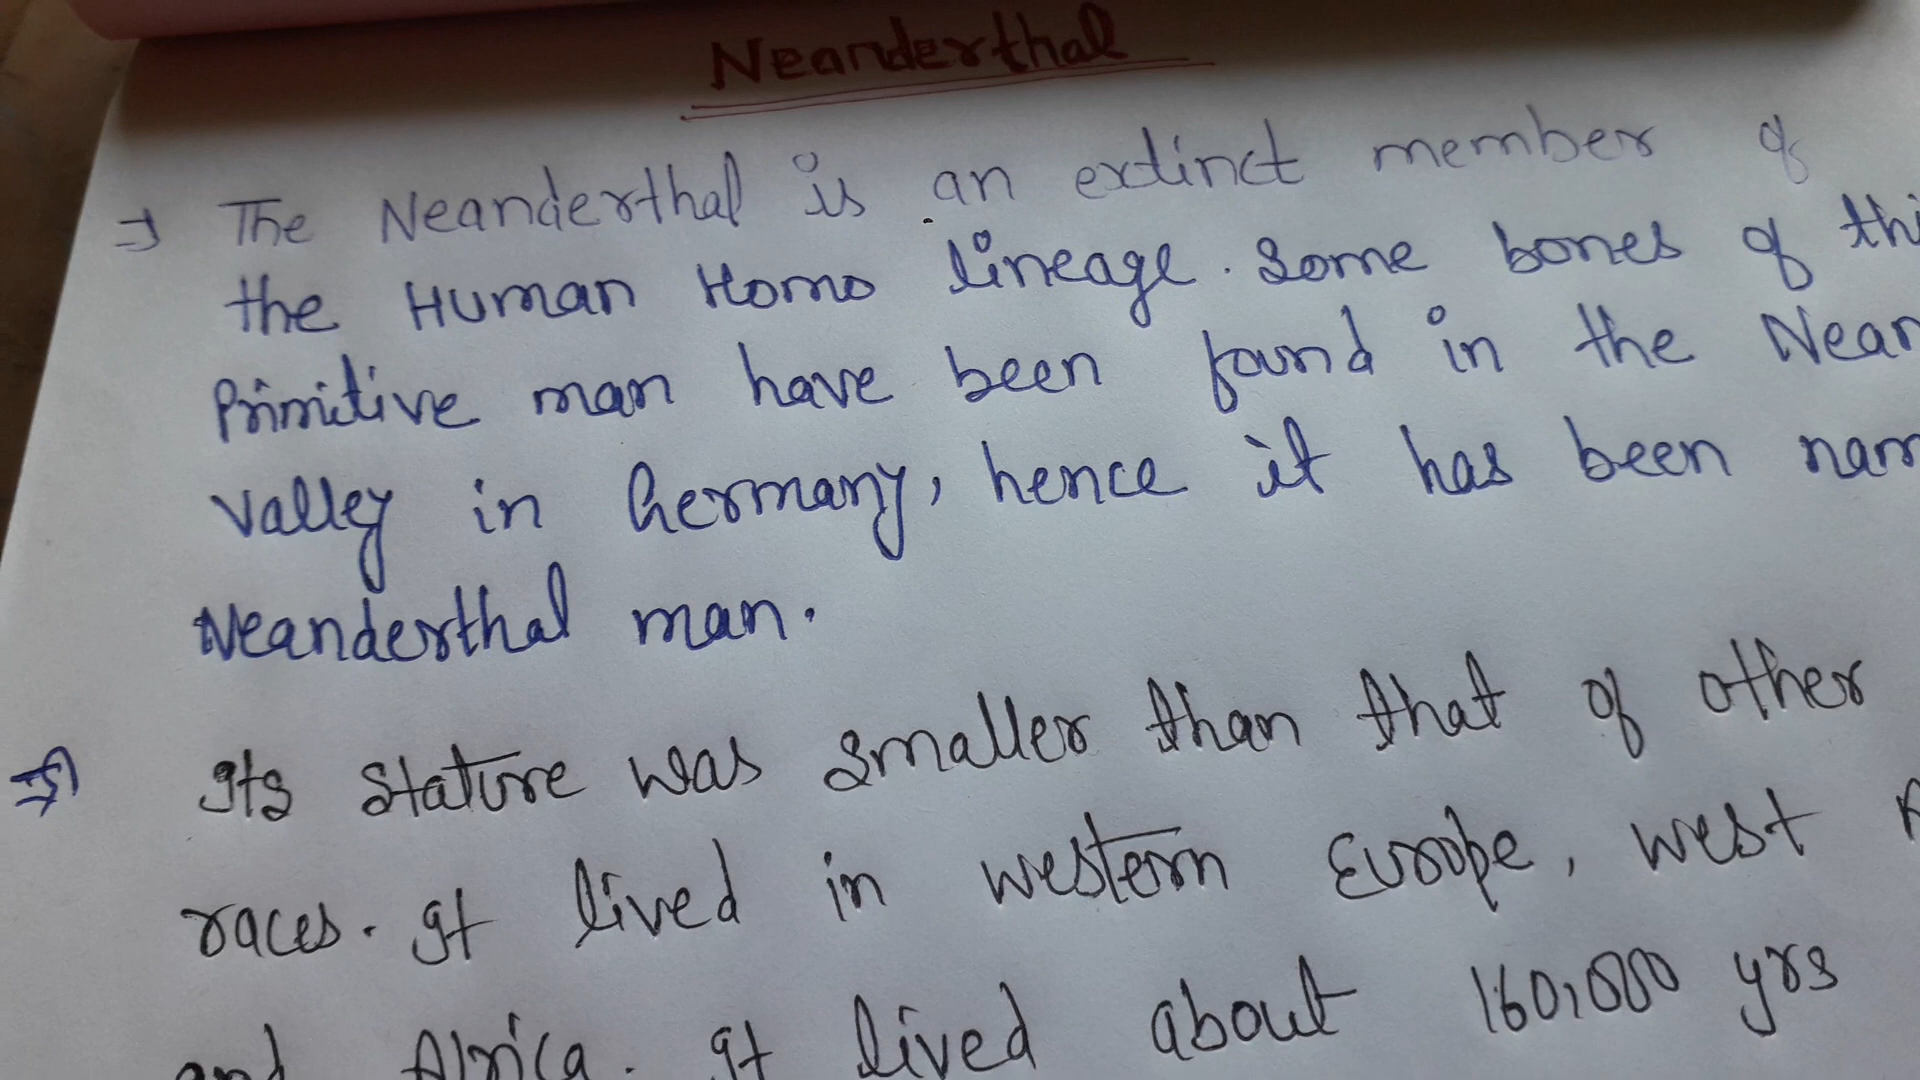 Neanderthal
⇒ The Neanderthal is an extinct member of
the Human Homo lineage. Some bones of
Primitive man have been found in the
valley in Germany, hence it has been
Neanderthal man.
⇒ Its stature was smaller than that of other
races. It lived in western Europe, west
and Africa. It lived about 160,000 yrs